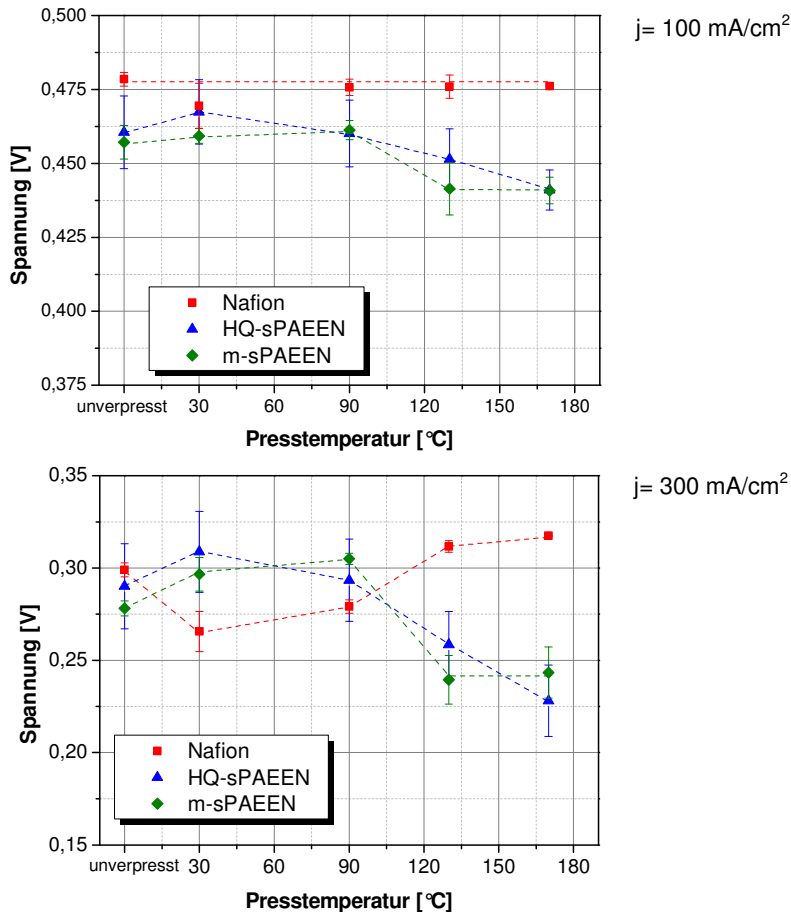 j= 100 mA/cm²
0,500
0,475
0,450
0,425
0,400
0,375
Spannung [V]
Nafion
HQ-sPAEEN
m-sPAEEN
unverpresst 30 60 90 120 150 180
Presstemperatur [°C]
j= 300 mA/cm²
0,35
0,30
0,25
0,20
0,15
Spannung [V]
Nafion
HQ-sPAEEN
m-sPAEEN
unverpresst 30 60 90 120 150 180
Presstemperatur [°C]